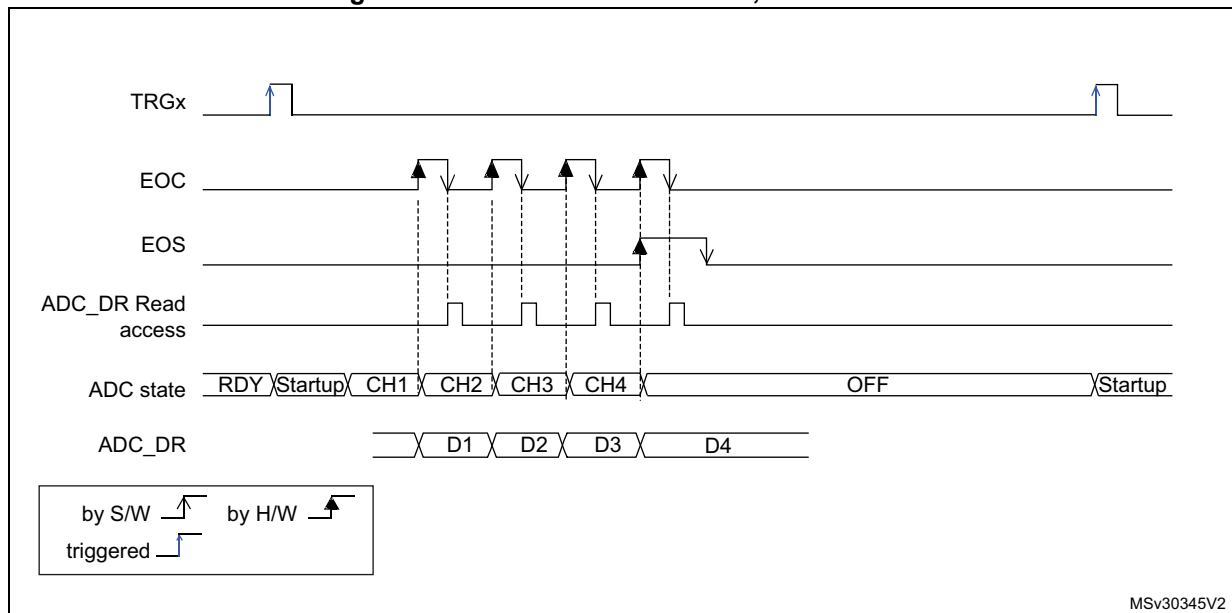 TRGx
EOC
EOS
ADC_DR Read
access
ADC state RDY Startup CH1 CH2 CH3 CH4 OFF Startup
ADC_DR D1 D2 D3 D4
by S/W by H/W
triggered
MSv30345V2